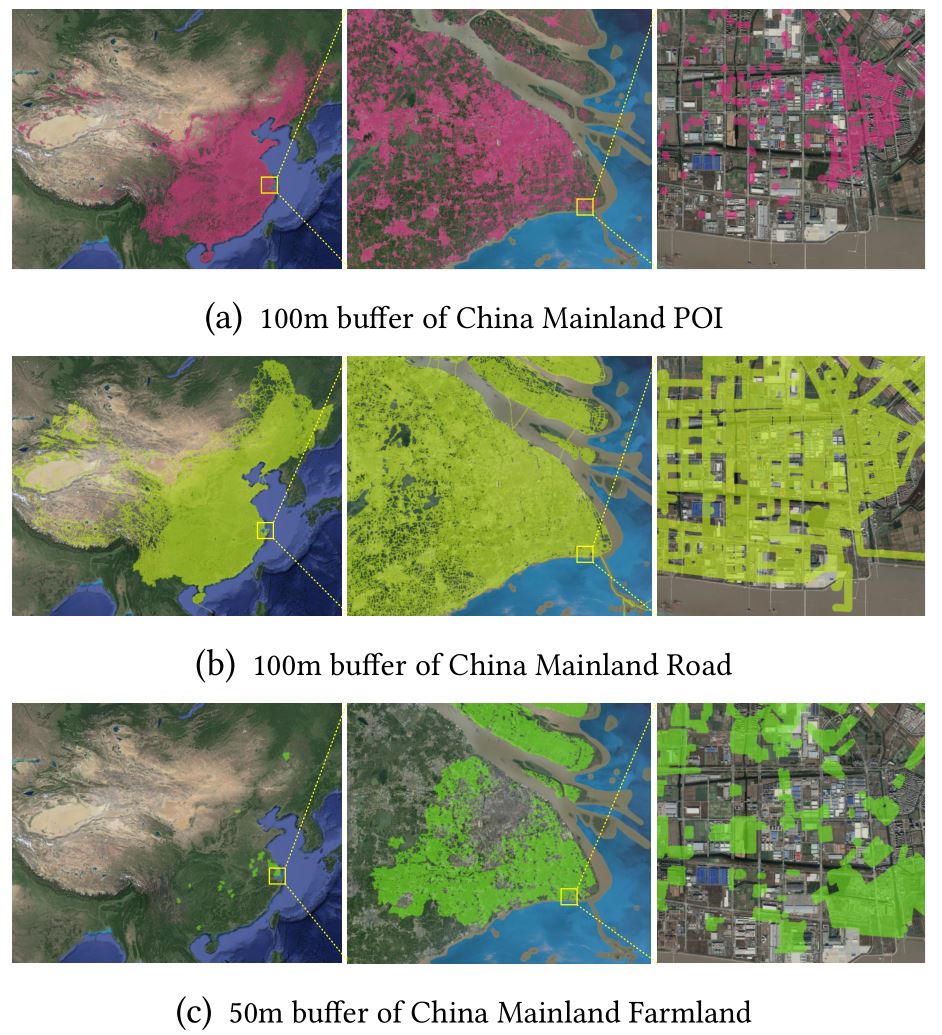 (a) 100m buffer of China Mainland POI
(b) 100m buffer of China Mainland Road
(c) 50m buffer of China Mainland Farmland